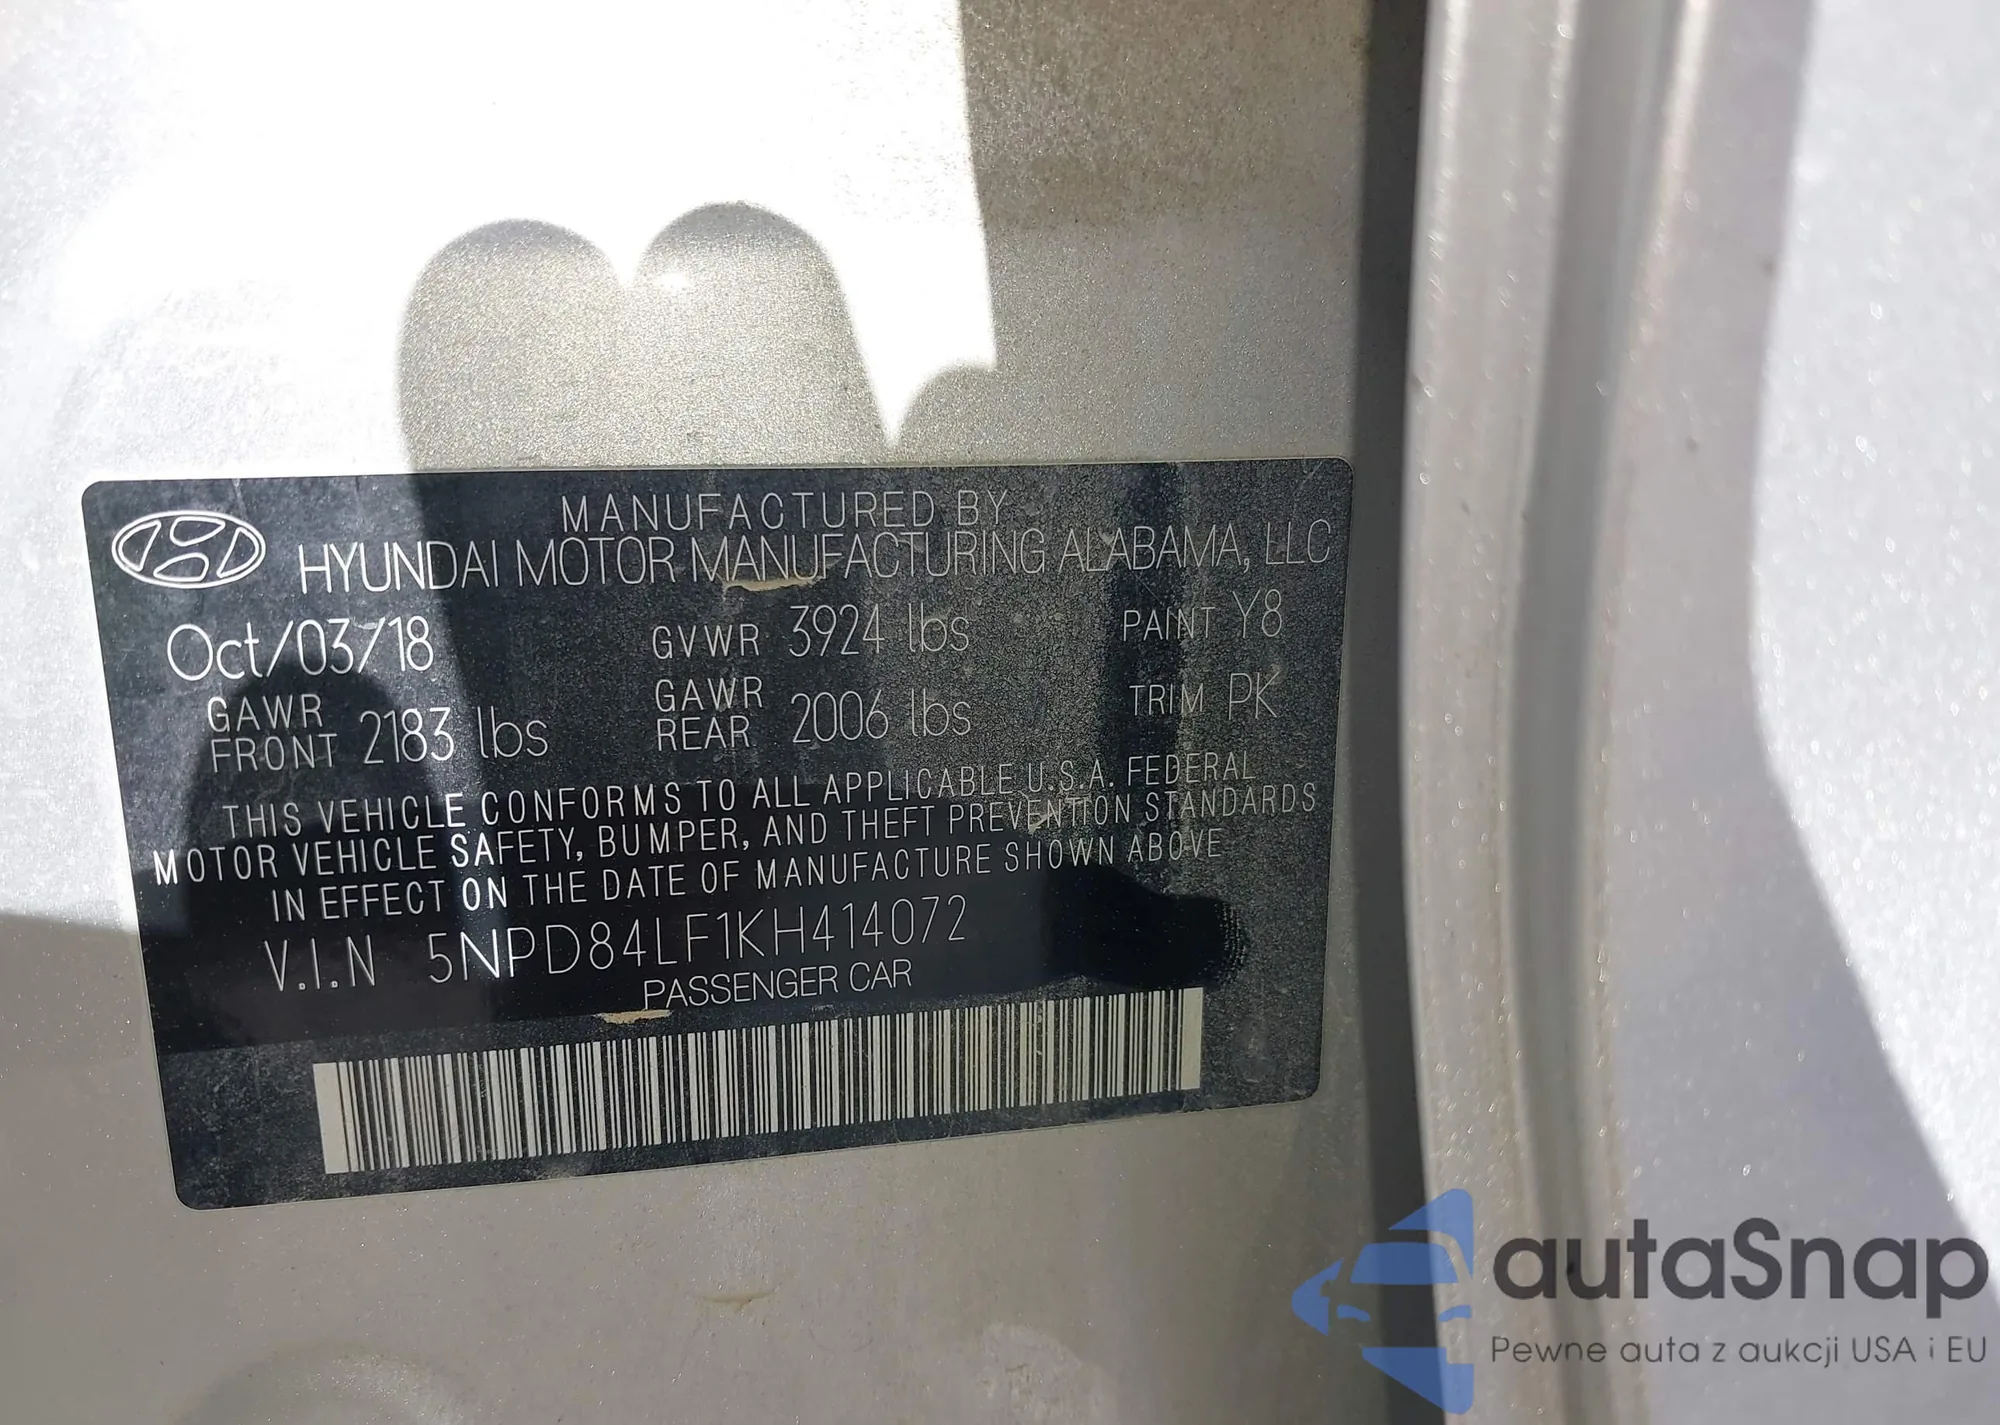 MANUFACTURED BY
HYUNDAI MOTOR MANUFACTURING ALABAMA, LLC
Oct/03/18 GVWR 3924 lbs PAINT Y8
GAWR FRONT 2183 lbs GAWR REAR 2006 lbs TRIM PK
THIS VEHICLE CONFORMS TO ALL APPLICABLE U.S.A. FEDERAL
MOTOR VEHICLE SAFETY, BUMPER, AND THEFT PREVENTION STANDARDS
IN EFFECT ON THE DATE OF MANUFACTURE SHOWN ABOVE
V.I.N 5NPD84LF1KH414072
PASSENGER CAR
autaSnap
Pewne auta z aukcji USA i EU